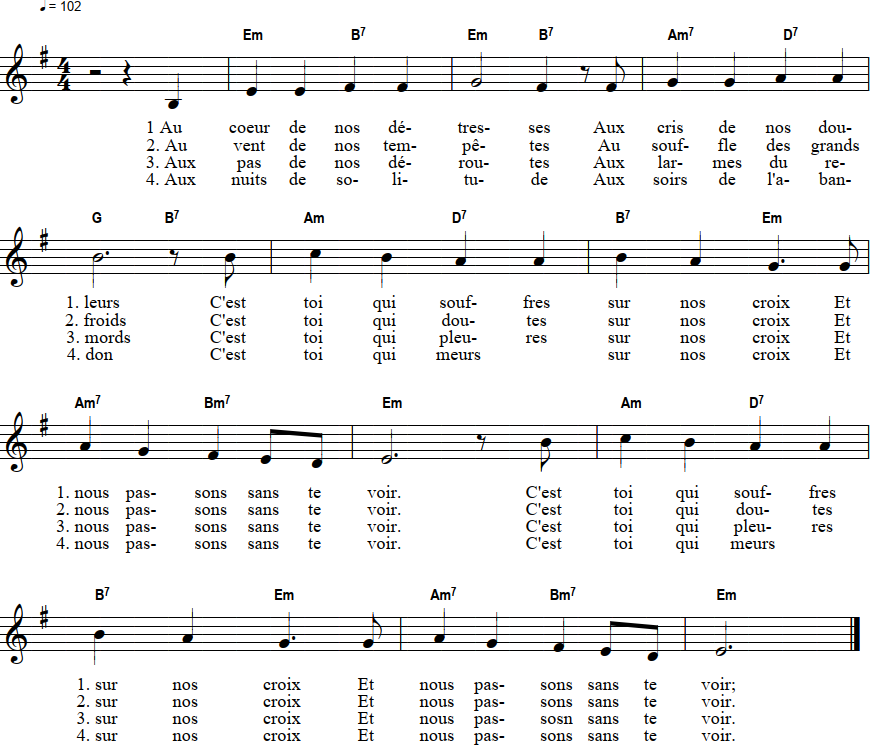 = 102
Em B7 Em B7 Am7 D7
1 Au coeur de nos dé- tres- ses Aux cris de nos dou-
2. Au vent de nos tem- pê- tes Au souf- fle des grands
3. Aux pas de nos dé- rou- tes Aux lar- mes du re-
4. Aux nuits de so- li- tu- de Aux soirs de l'a- ban-
G B7 Am D7 B7 Em
1. leurs C'est toi qui souf- fres sur nos croix Et
2. froids C'est toi qui dou- tes sur nos croix Et
3. mords C'est toi qui pleu- res sur nos croix Et
4. don C'est toi qui meurs sur nos croix Et
Am7 Bm7 Em Am D7
1. nous pas- sons sans te voir. C'est toi qui souf- fres
2. nous pas- sons sans te voir. C'est toi qui dou- tes
3. nous pas- sons sans te voir. C'est toi qui pleu- res
4. nous pas- sons sans te voir. C'est toi qui meurs
B7 Em Am7 Bm7 Em
1. sur nos croix Et nous pas- sons sans te voir;
2. sur nos croix Et nous pas- sons sans te voir.
3. sur nos croix Et nous pas- sosn sans te voir.
4. sur nos croix Et nous pas- sons sans te voir.